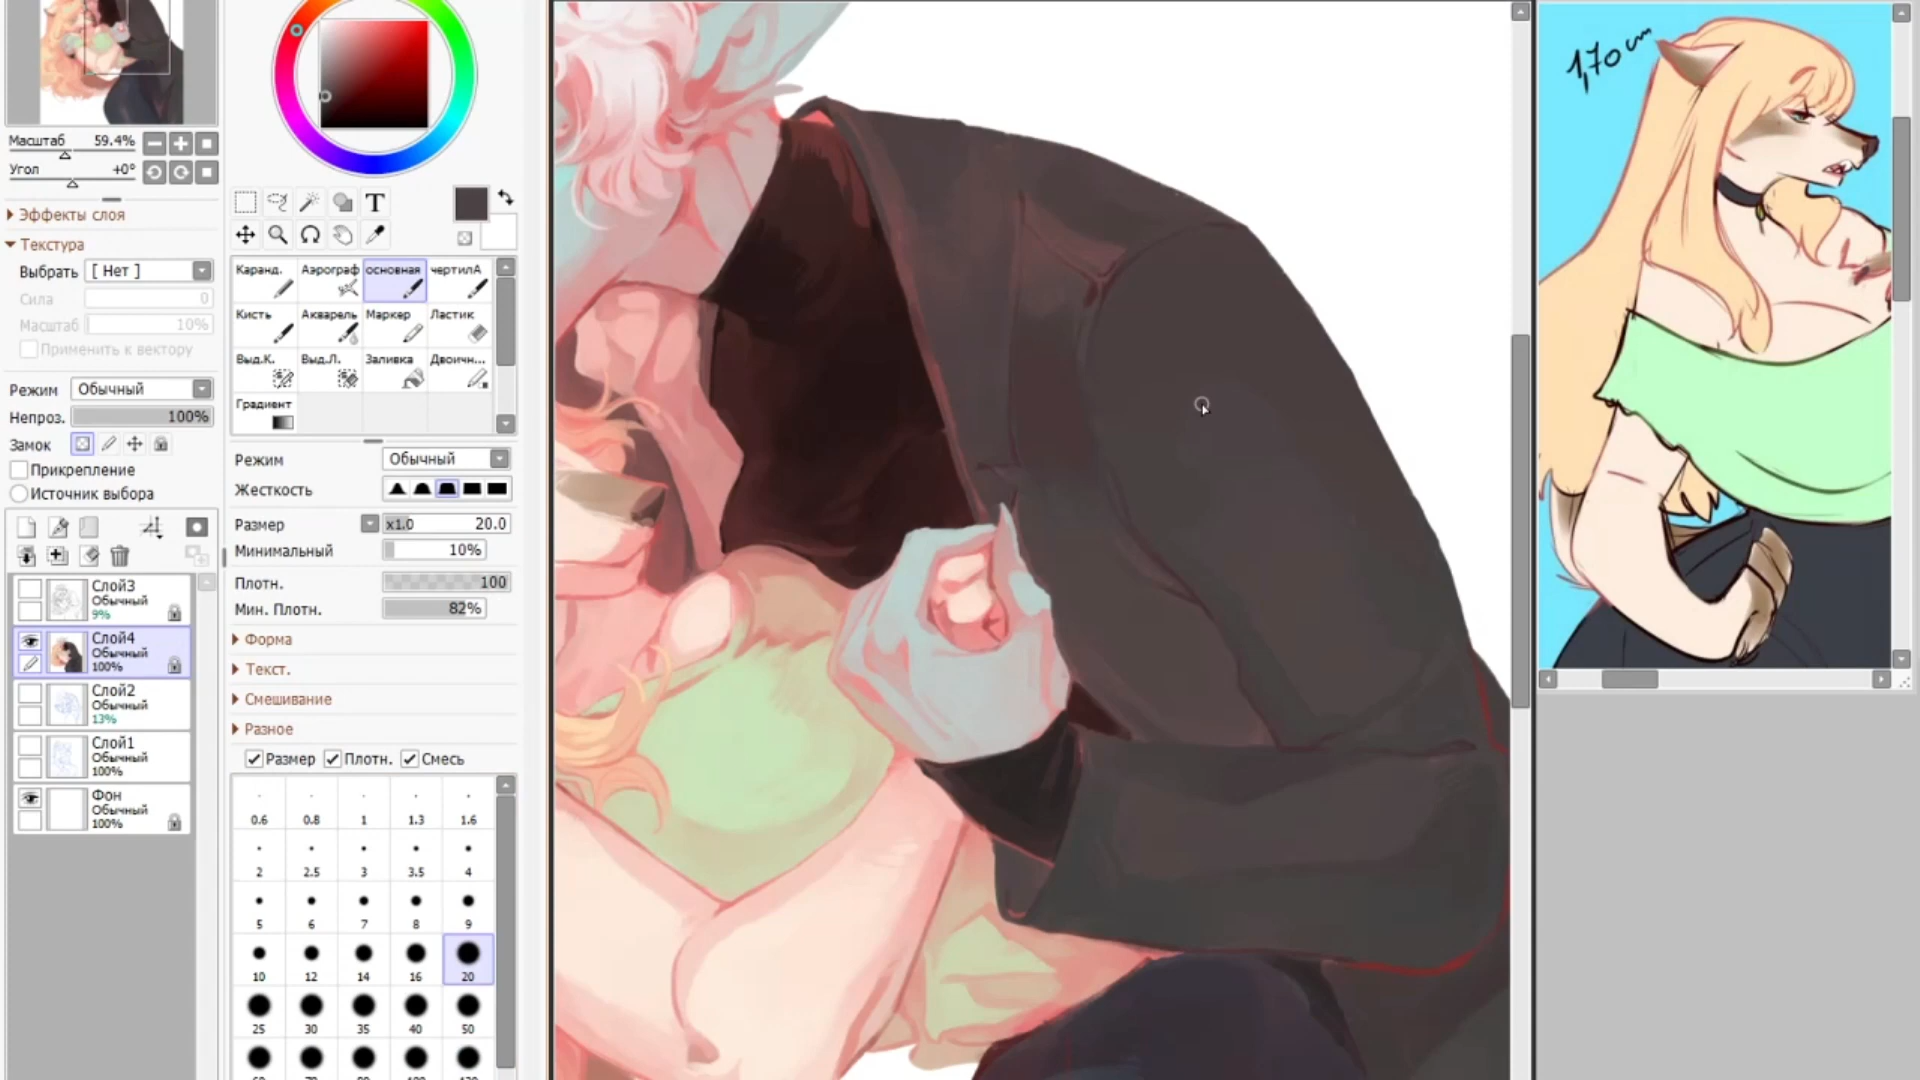 Масштаб 59.4%
Угол +0°
Эффекты слоя
Текстура
Выбрать [ Нет ]
Сила 0
Масштаб 10%
Применить к вектору
Режим Обычный
Непроз. 100%
Замок
Прикрепление
Источник выбора
Слой3
Обычный
9%
Слой4
Обычный
100%
Слой2
Обычный
13%
Слой1
Обычный
100%
Фон
Обычный
100%
T
Каранд. Аэрограф основная чертилА
Кисть Акварель Маркер Ластик
Выд.К. Выд.Л. Заливка Двоичн...
Градиент
Режим Обычный
Жесткость
Размер x1.0 20.0
Минимальный 10%
Плотн. 100
Мин. Плотн. 82%
Форма
Текст.
Смешивание
Разное
Размер Плотн. Смесь
0.6 0.8 1 1.3 1.6
2 2.5 3 3.5 4
5 6 7 8 9
10 12 14 16 20
25 30 35 40 50
1,70 cm